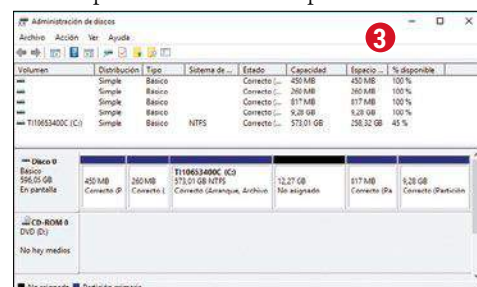 Administración de discos
3
Archivo Acción Ver Ayuda
Volumen Distribución Tipo Sistema de ... Estado Capacidad Espacio ... % disponible
Simple Básico Correcto (... 450 MB 450 MB 100 %
Simple Básico Correcto (... 260 MB 260 MB 100 %
Simple Básico Correcto (... 817 MB 817 MB 100 %
Simple Básico Correcto (... 9,28 GB 9,28 GB 100 %
TI10653400C (C:) Simple Básico NTFS Correcto (... 573,01 GB 258,32 GB 45 %
Disco 0
Básico
596,05 GB
En pantalla
450 MB
Correcto (P
260 MB
Correcto (
TI10653400C (C:)
573,01 GB NTFS
Correcto (Arranque, Archivo
12,27 GB
No asignado
817 MB
Correcto (Pa
9,28 GB
Correcto (Partición
CD-ROM 0
DVD (D:)
No hay medios
No asignado Partición primaria